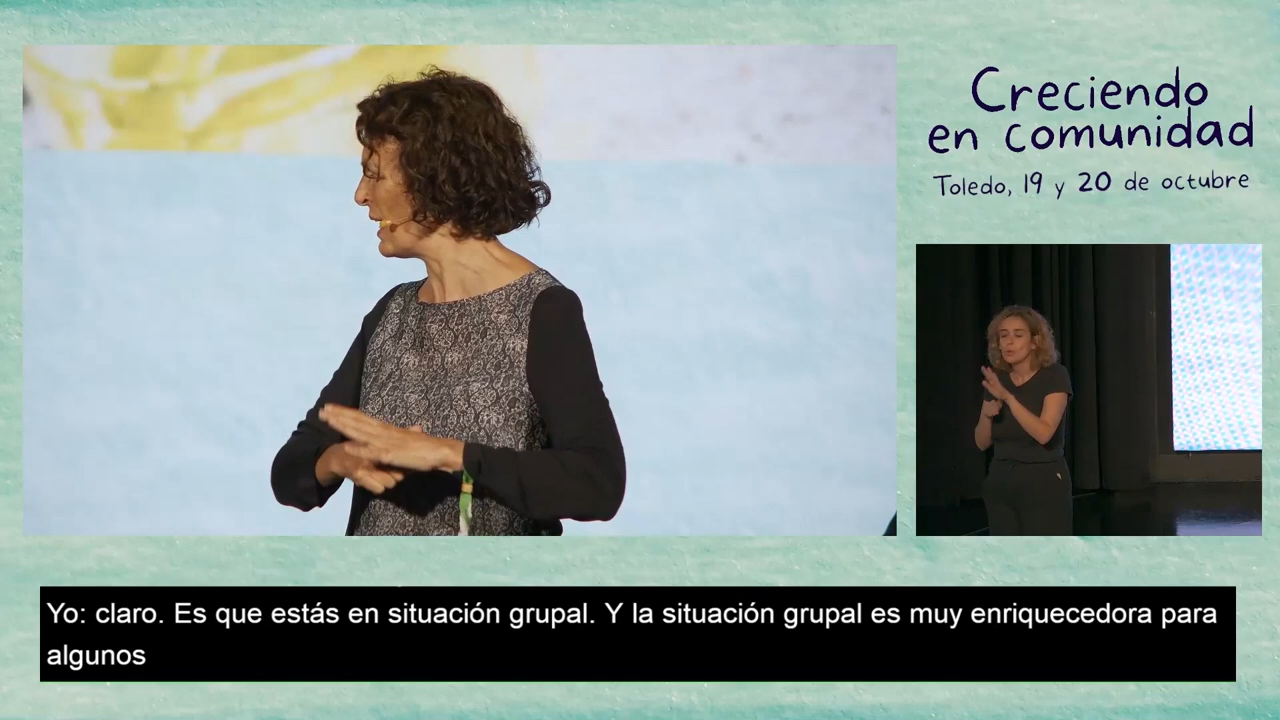 Creciendo
en comunidad
Toledo, 19 y 20 de octubre
Yo: claro. Es que estás en situación grupal. Y la situación grupal es muy enriquecedora para
algunos